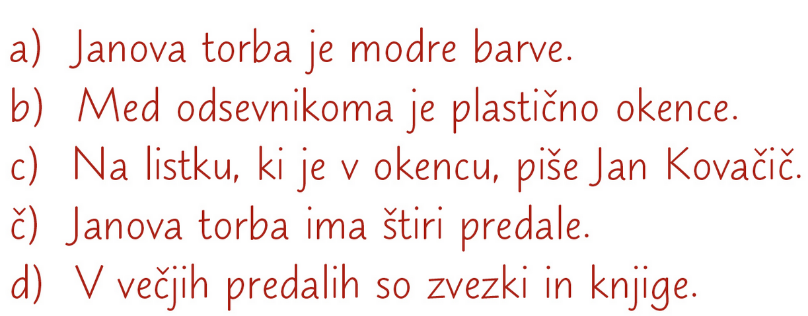 a) Janova torba je modre barve.
b) Med odsevnikoma je plastično okence.
c) Na listku, ki je v okencu, piše Jan Kovačič.
č) Janova torba ima štiri predale.
d) V večjih predalih so zvezki in knjige.